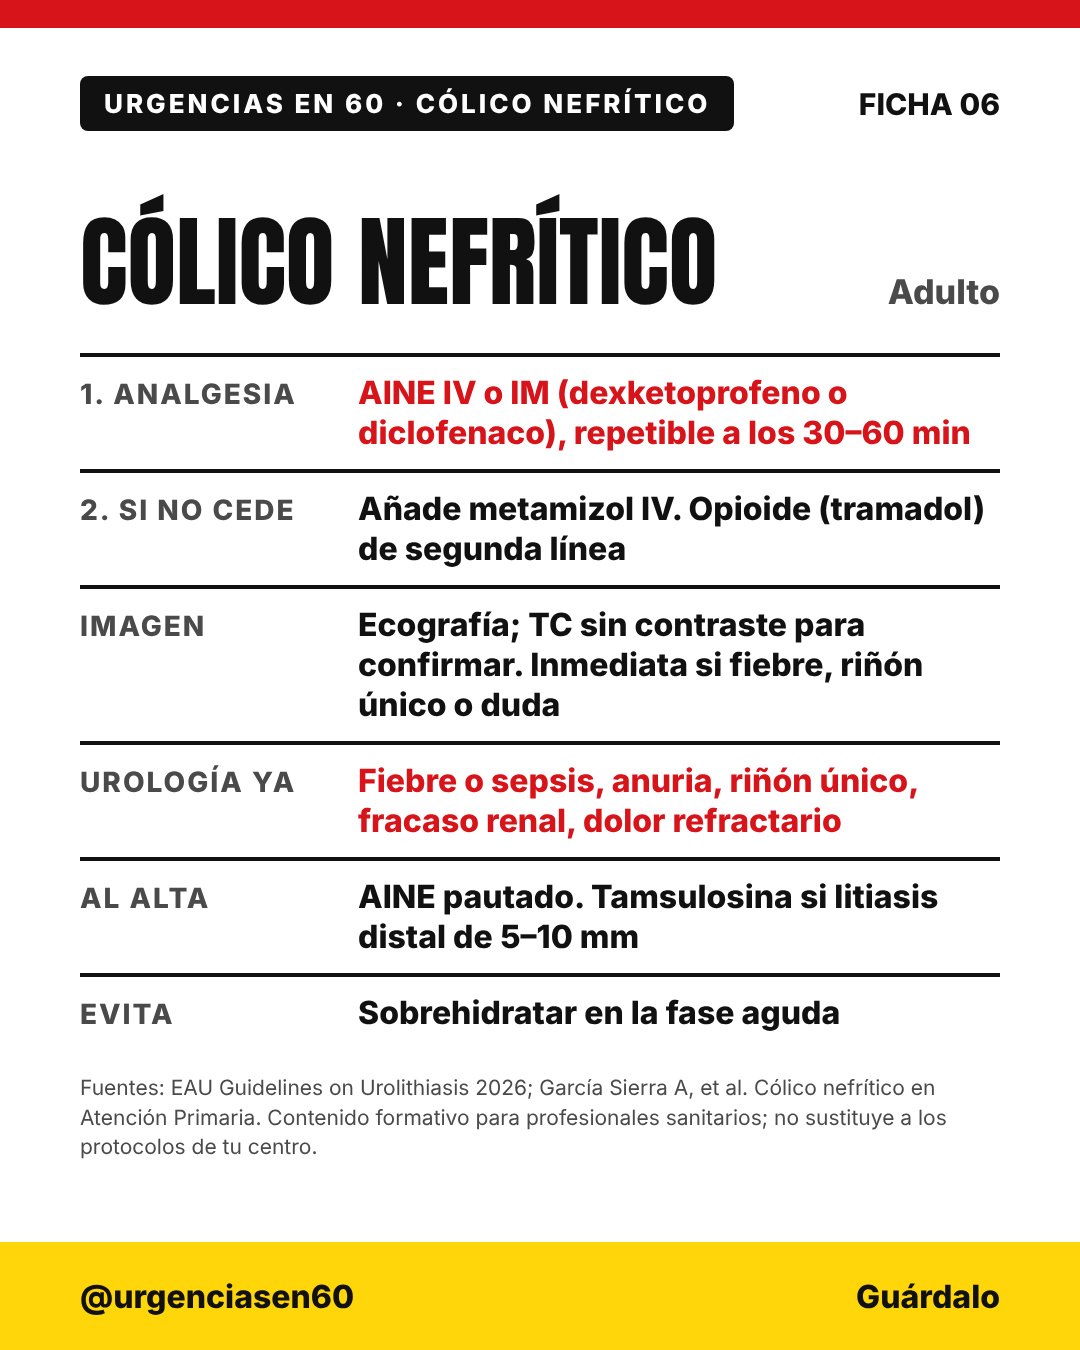 URGENCIAS EN 60 · CÓLICO NEFRÍTICO
FICHA 06
CÓLICO NEFRÍTICO
Adulto
1. ANALGESIA
AINE IV o IM (dexketoprofeno o
diclofenaco), repetible a los 30–60 min
2. SI NO CEDE
Añade metamizol IV. Opioide (tramadol)
de segunda línea
IMAGEN
Ecografía; TC sin contraste para
confirmar. Inmediata si fiebre, riñón
único o duda
UROLOGÍA YA
Fiebre o sepsis, anuria, riñón único,
fracaso renal, dolor refractario
AL ALTA
AINE pautado. Tamsulosina si litiasis
distal de 5–10 mm
EVITA
Sobrehidratar en la fase aguda
Fuentes: EAU Guidelines on Urolithiasis 2026; García Sierra A, et al. Cólico nefrítico en
Atención Primaria. Contenido formativo para profesionales sanitarios; no sustituye a los
protocolos de tu centro.
@urgenciasen60
Guárdalo